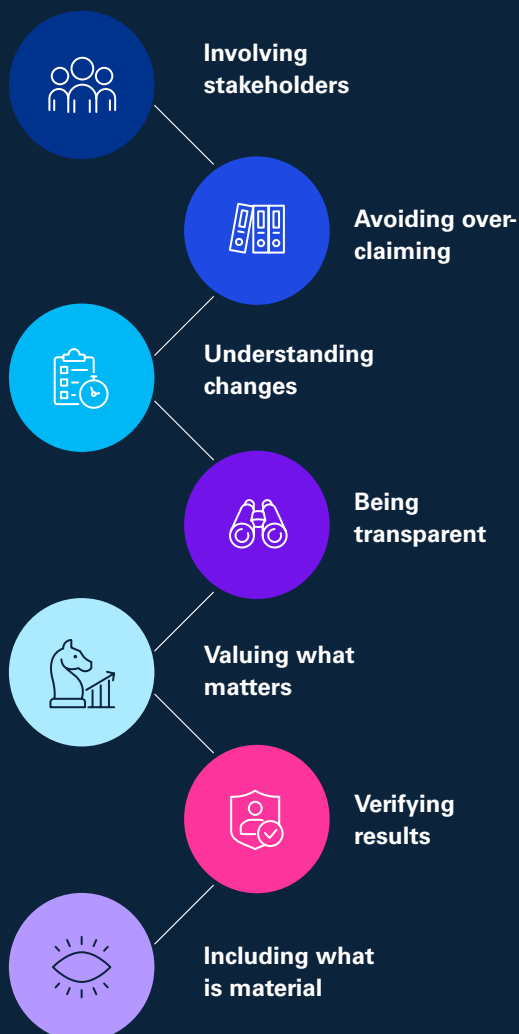 Involving
stakeholders
Avoiding over-
claiming
Understanding
changes
Being
transparent
Valuing what
matters
Verifying
results
Including what
is material